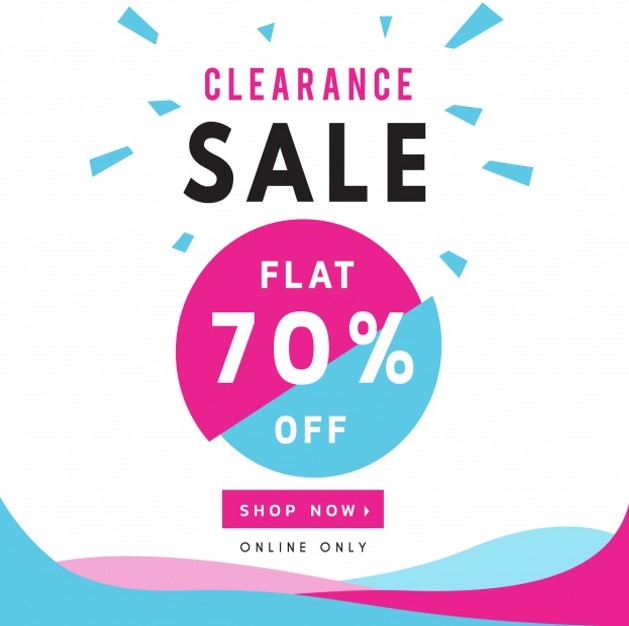 CLEARANCE
SALE
FLAT
70%
OFF
SHOP NOW
ONLINE ONLY